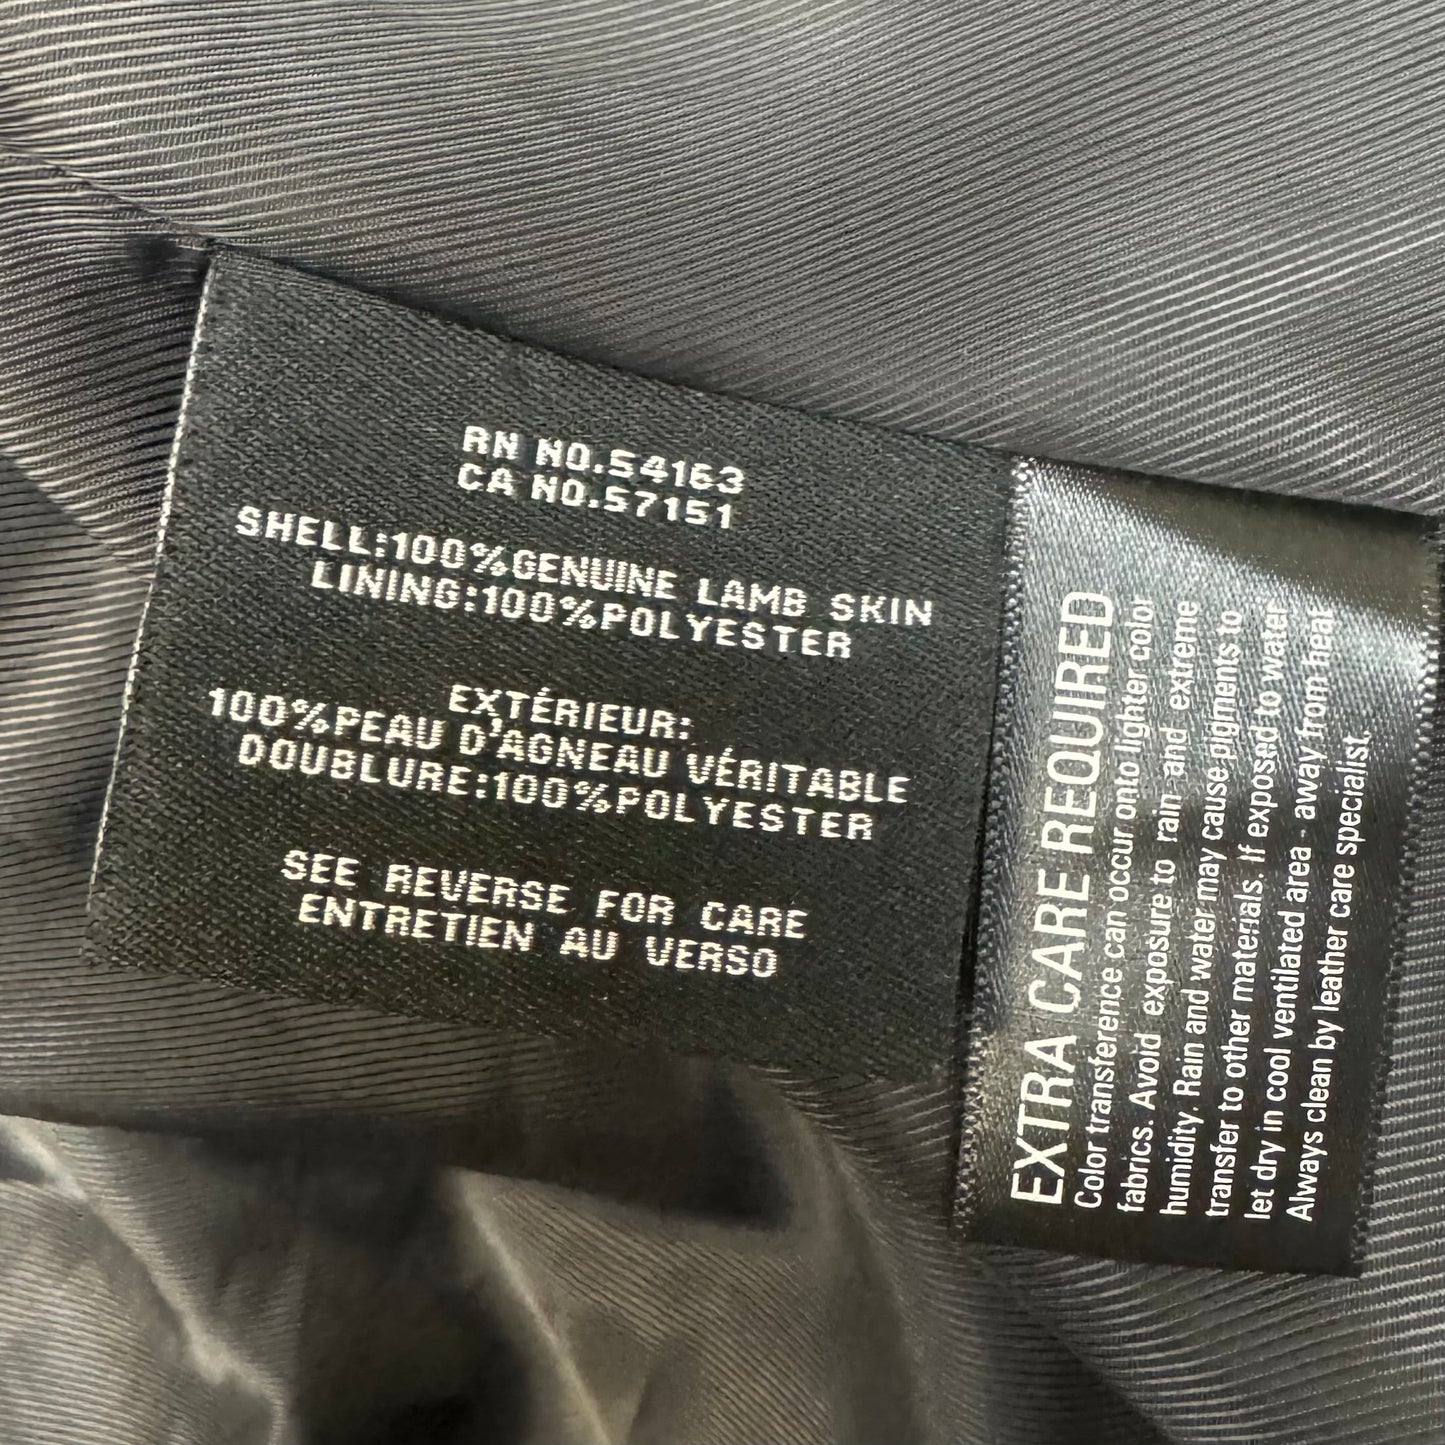 RN NO.54163
CA NO.57151
SHELL:100%GENUINE LAMB SKIN
LINING:100%POLYESTER
EXTÉRIEUR:
100%PEAU D'AGNEAU VÉRITABLE
DOUBLURE:100%POLYESTER
SEE REVERSE FOR CARE
ENTRETIEN AU VERSO
EXTRA CARE REQUIRED
Color transference can occur onto lighter color
fabrics. Avoid exposure to rain and extreme
humidity. Rain and water may cause pigments to
transfer to other materials. If exposed to water
let dry in cool ventilated area - away from heat
Always clean by leather care specialist.